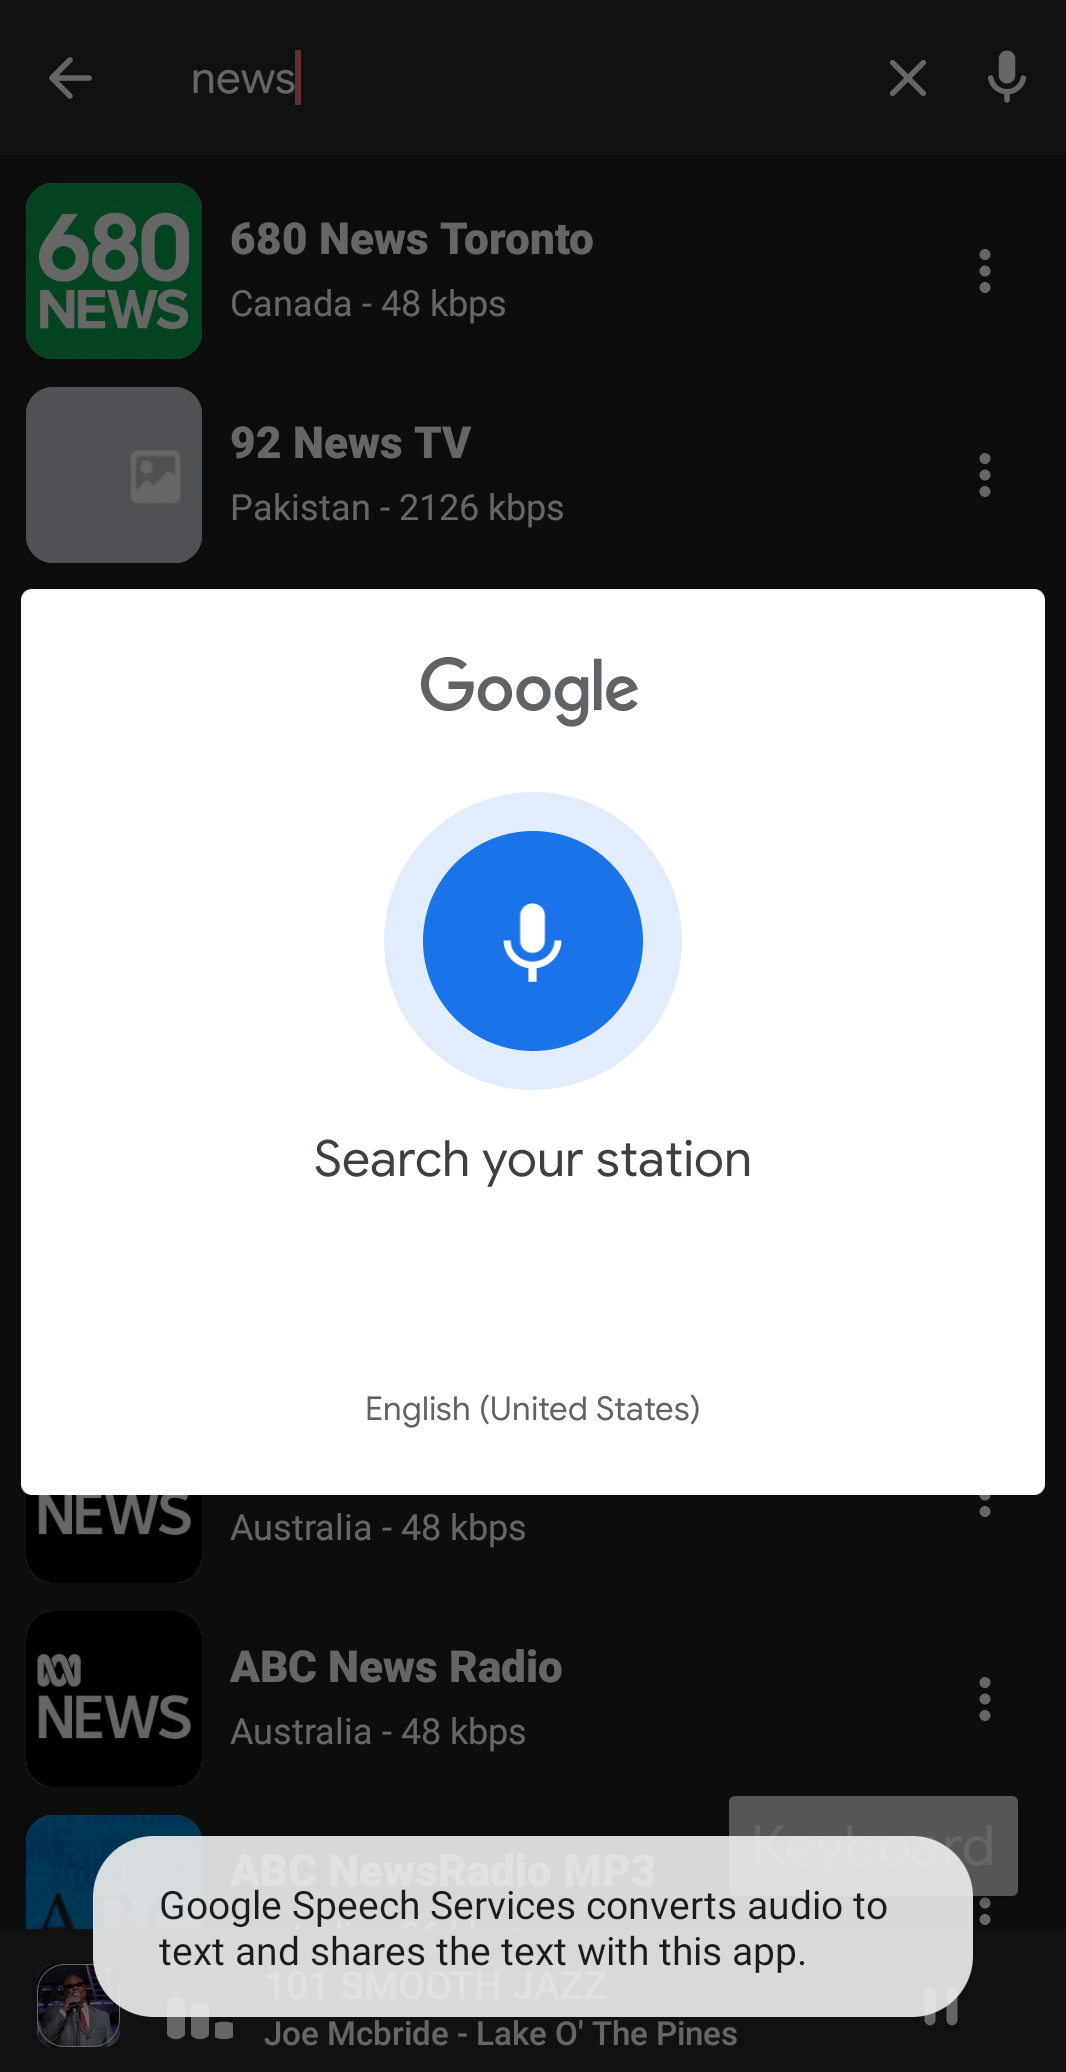 news
680
NEWS
680 News Toronto
Canada - 48 kbps
92 News TV
Pakistan - 2126 kbps
Google
Search your station
English (United States)
NEWS
Australia - 48 kbps
NEWS
ABC News Radio
Australia - 48 kbps
Keyboard
ABC NewsRadio MP3
Google Speech Services converts audio to
text and shares the text with this app.
101 SMOOTH JAZZ
Joe Mcbride - Lake O' The Pines